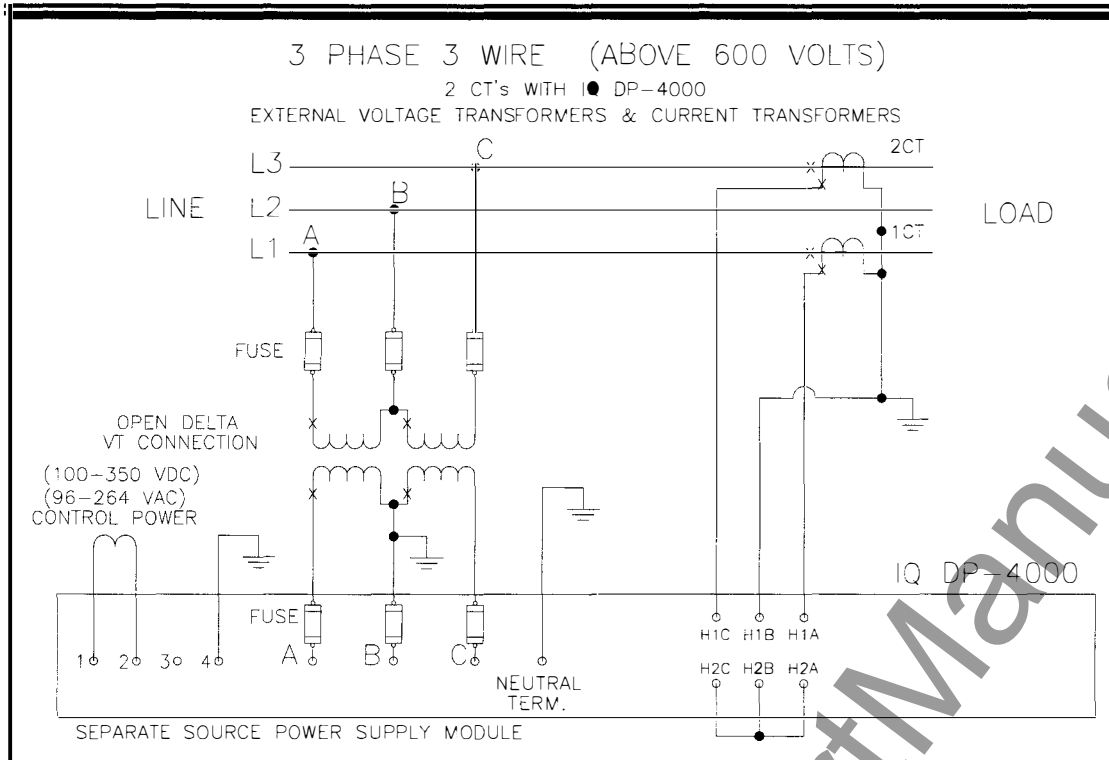 3 PHASE 3 WIRE (ABOVE 600 VOLTS)
2 CT's WITH IQ DP-4000
EXTERNAL VOLTAGE TRANSFORMERS & CURRENT TRANSFORMERS
C
2CT
L3
B
LINE
L2
LOAD
A
1CT
L1
FUSE
OPEN DELTA
VT CONNECTION
(100-350 VDC)
(96-264 VAC)
CONTROL POWER
IQ DP-4000
FUSE
H1C H1B H1A
1 2 3 4 A B C
H2C H2B H2A
NEUTRAL
TERM.
SEPARATE SOURCE POWER SUPPLY MODULE